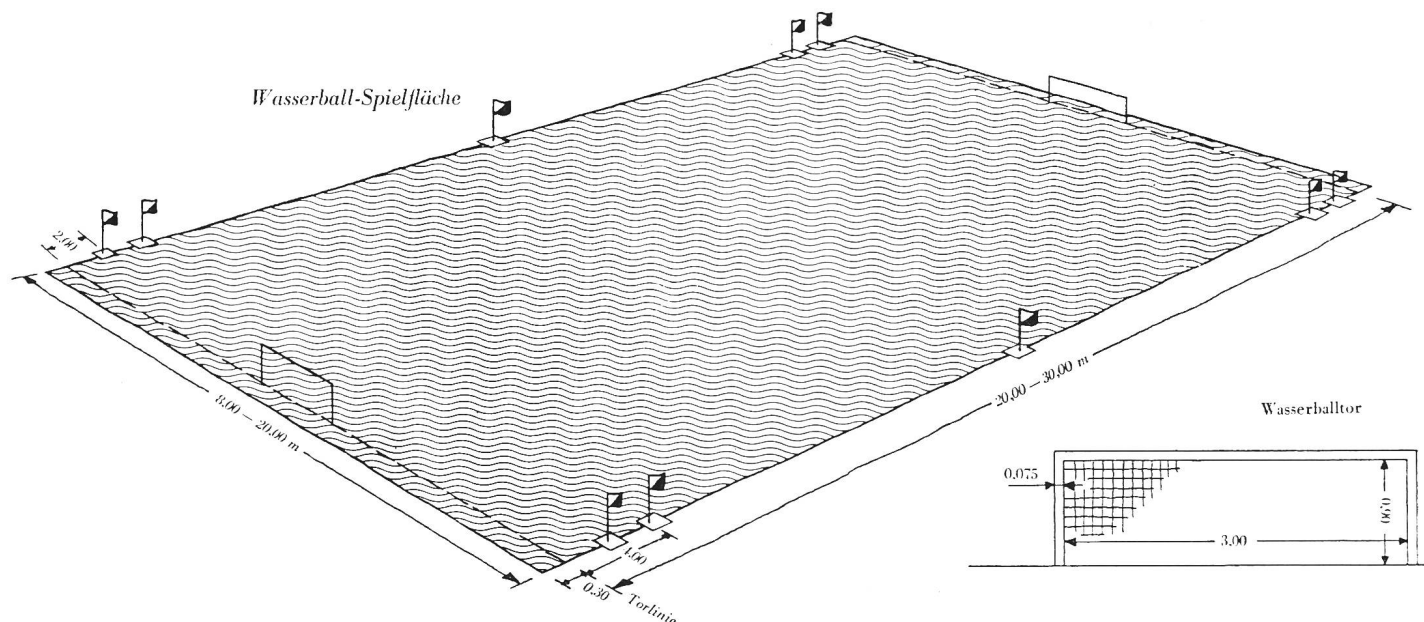 Wasserball-Spielfläche
2,00
8,00 — 20,00 m
0,30
Torlinie
4,00
20,00 — 30,00 m
Wasserballtor
0,075
3,00
0,90